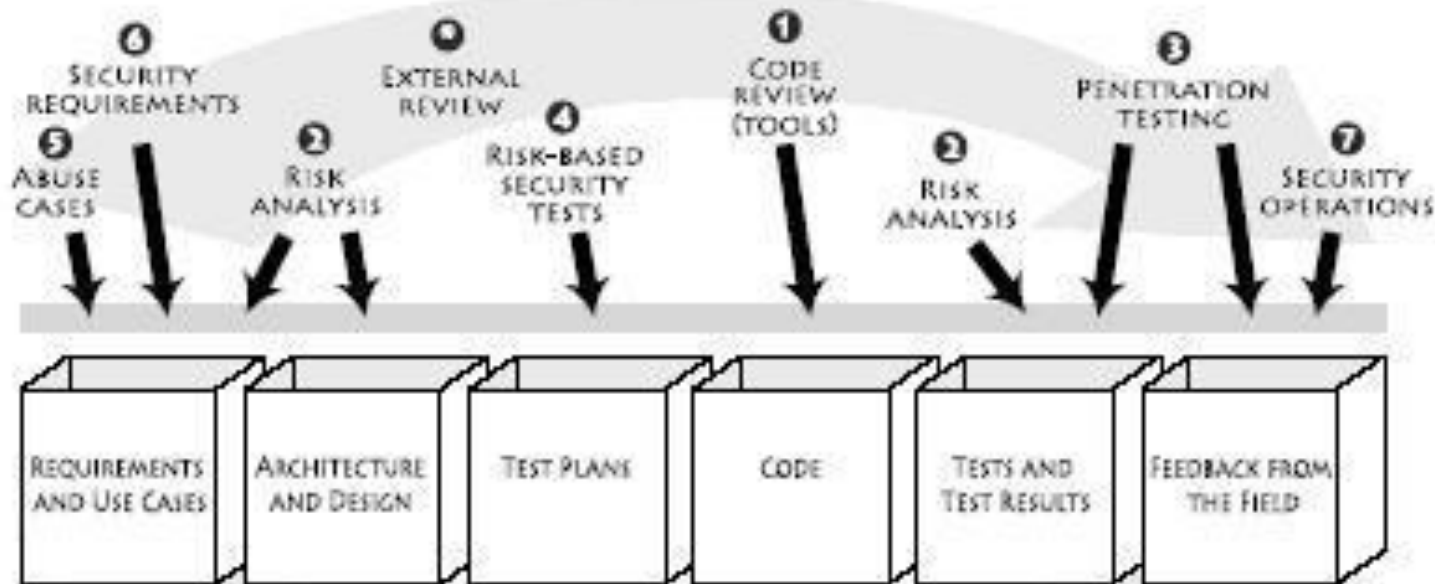 6
SECURITY
REQUIREMENTS
5
ABUSE
CASES
2
RISK
ANALYSIS
EXTERNAL
REVIEW
4
RISK-BASED
SECURITY
TESTS
1
CODE
REVIEW
(TOOLS)
2
RISK
ANALYSIS
3
PENETRATION
TESTING
7
SECURITY
OPERATIONS
REQUIREMENTS
AND USE CASES
ARCHITECTURE
AND DESIGN
TEST PLANS
CODE
TESTS AND
TEST RESULTS
FEEDBACK FROM
THE FIELD